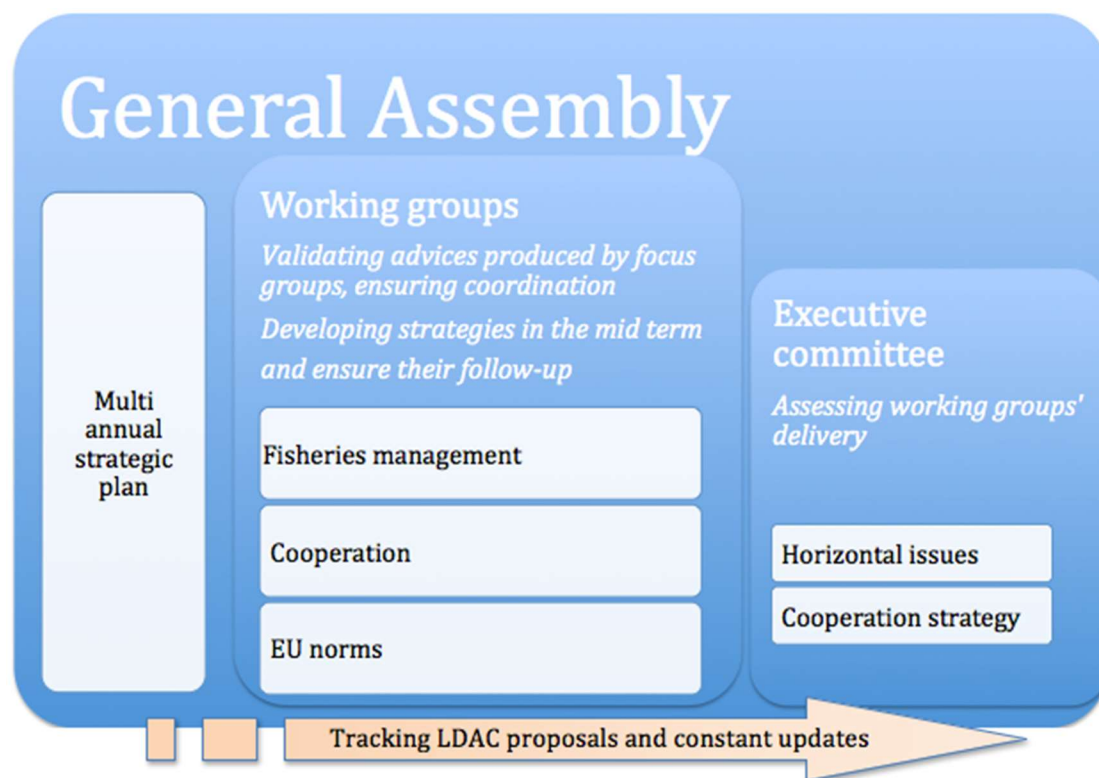 General Assembly
Multi
annual
strategic
plan
Working groups
Validating advices produced by focus
groups, ensuring coordination
Developing strategies in the mid term
and ensure their follow-up
Fisheries management
Cooperation
EU norms
Executive
committee
Assessing working groups'
delivery
Horizontal issues
Cooperation strategy
Tracking LDAC proposals and constant updates